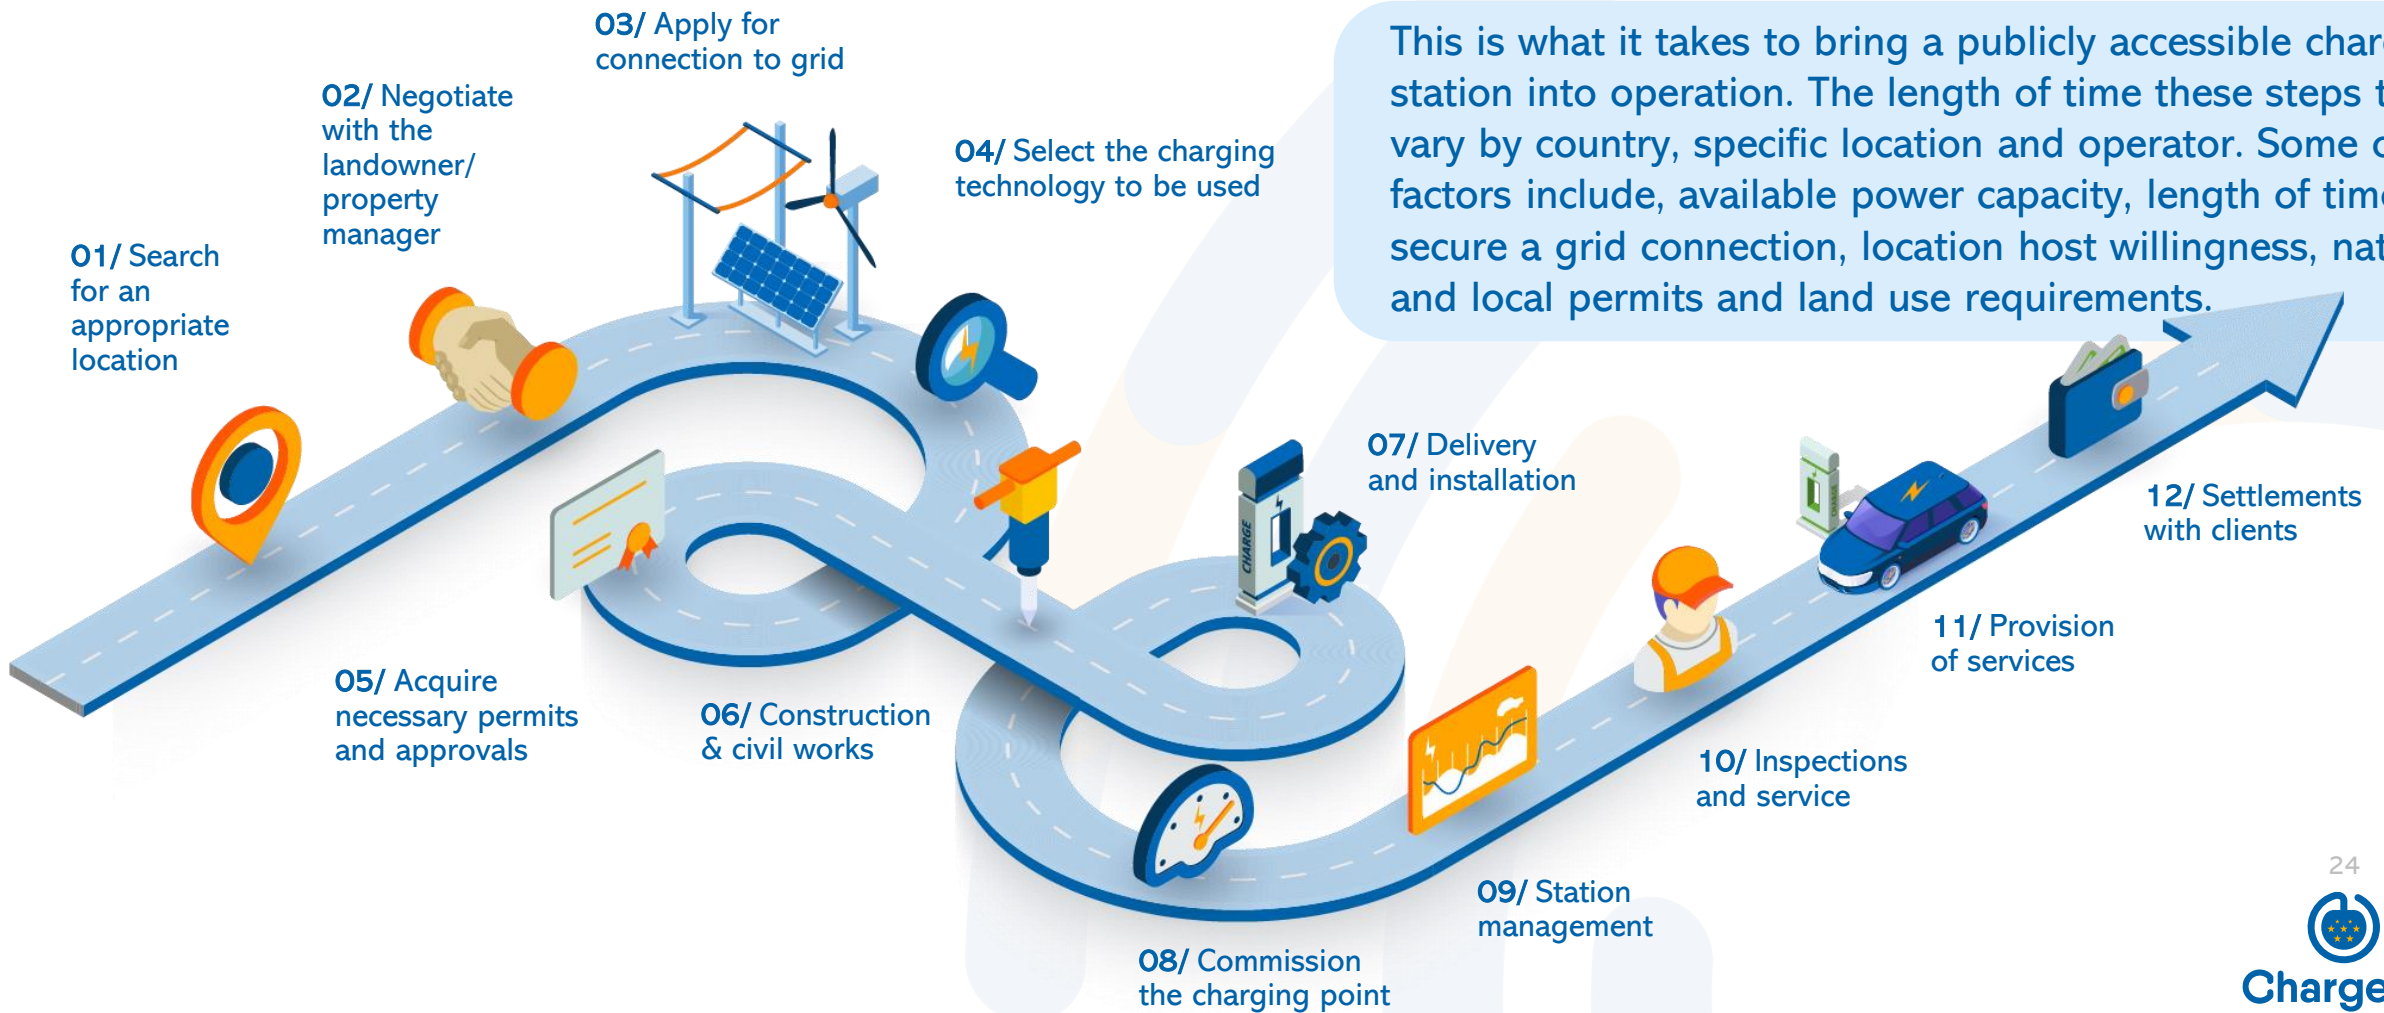 03/ Apply for
connection to grid
02/ Negotiate
with the
landowner/
property
manager
04/ Select the charging
technology to be used
01/ Search
for an
appropriate
location
This is what it takes to bring a publicly accessible
station into operation. The length of time these steps
vary by country, specific location and operator. Some
factors include, available power capacity, length of
secure a grid connection, location host willingness,
and local permits and land use requirements.
07/ Delivery
and installation
CHARGE
05/ Acquire
necessary permits
and approvals
06/ Construction
& civil works
12/ Settlements
with clients
11/ Provision
of services
10/ Inspections
and service
09/ Station
management
08/ Commission
the charging point
24
Charge